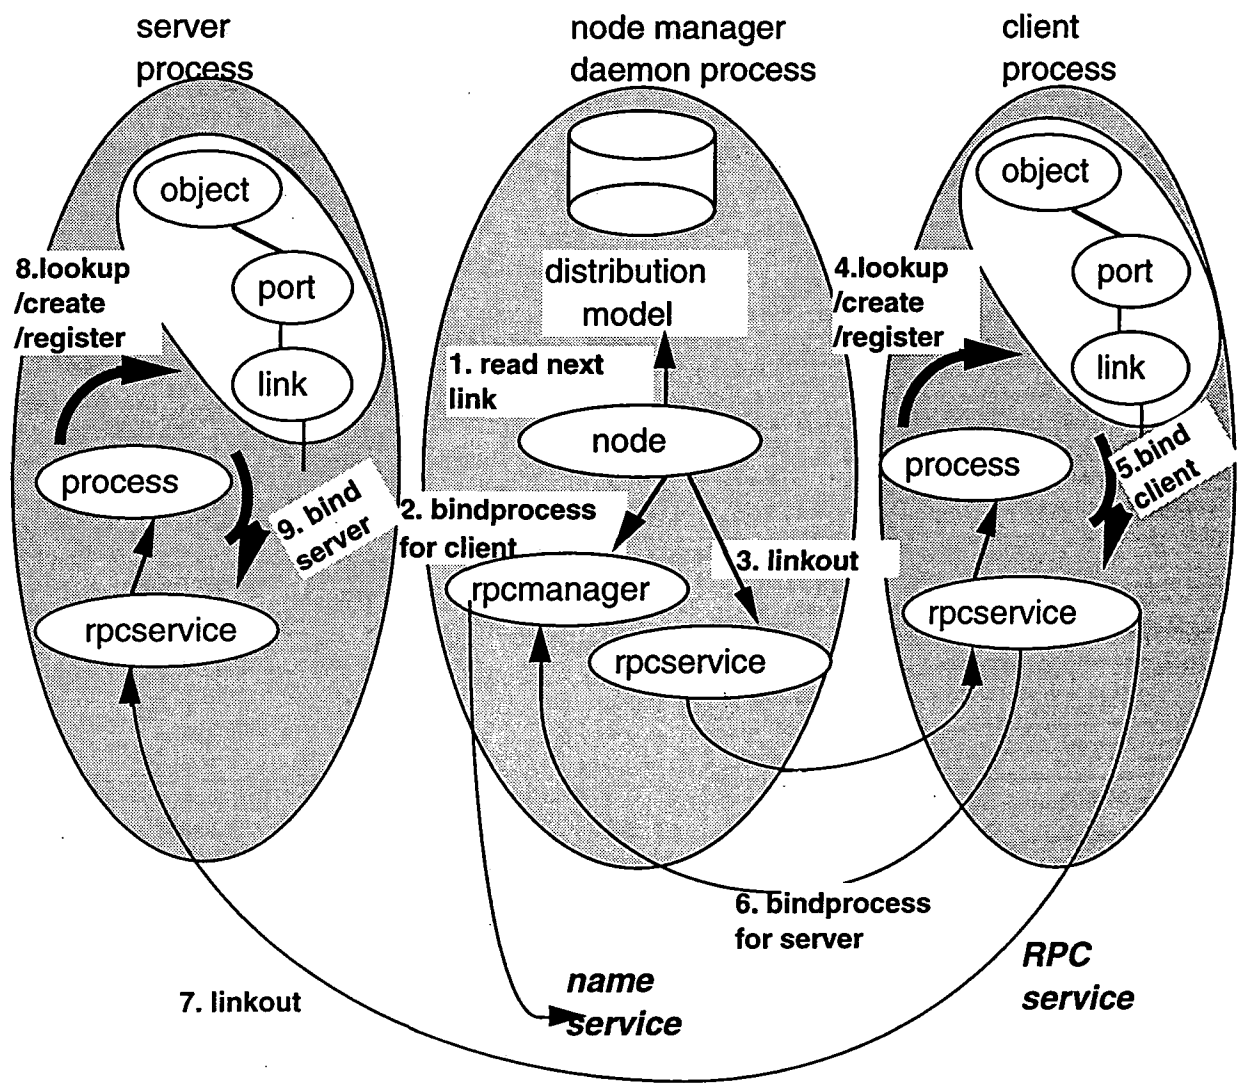 server
process
node manager
daemon process
client
process
object
port
link
8.lookup
/create
/register
process
9. bind
server
rpcservice
distribution
model
1. read next
link
node
2. bindprocess
for client
3. linkout
rpcmanager
rpcservice
object
port
link
4.lookup
/create
/register
process
5.bind
client
rpcservice
6. bindprocess
for server
7. linkout
name
service
RPC
service